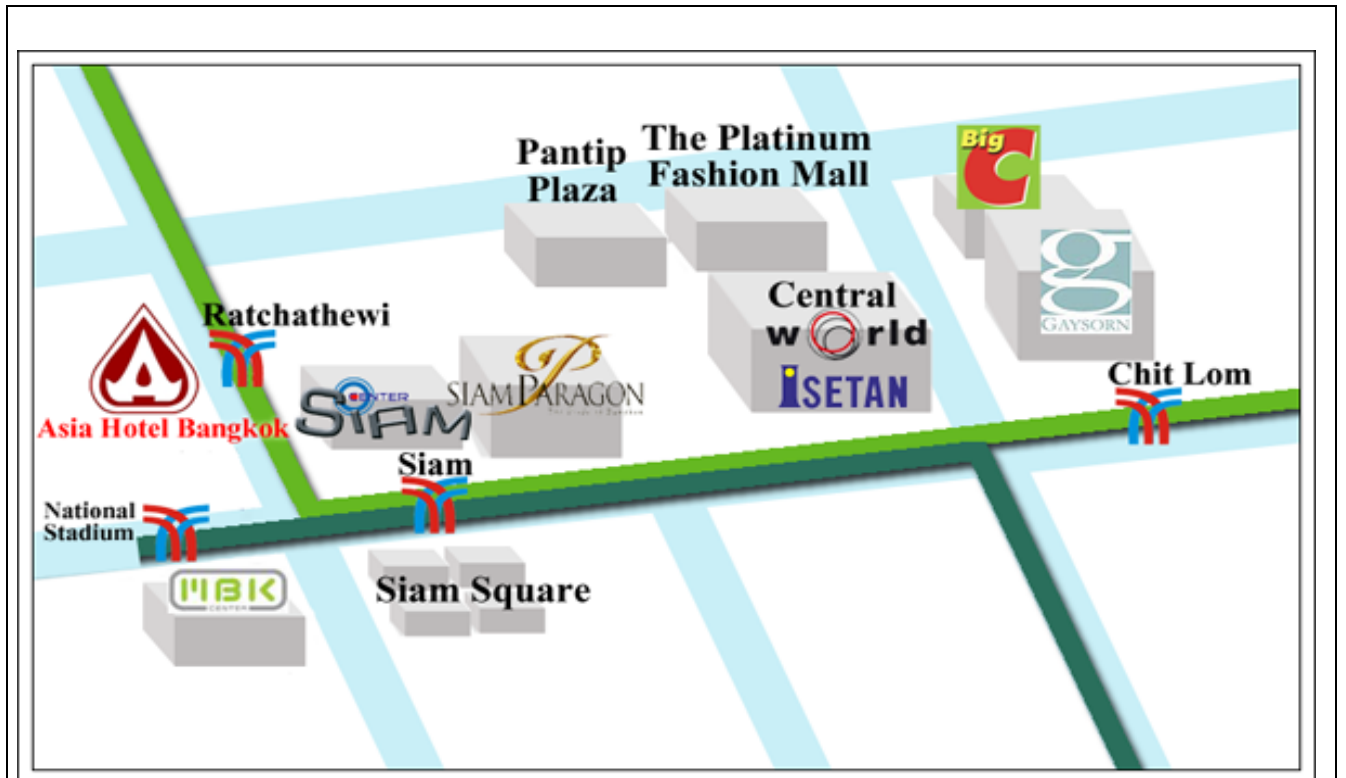 Pantip
Plaza
The Platinum
Fashion Mall
Big
C
g
GAYSORN
Central
world
ISETAN
Ratchathewi
Chit Lom
Asia Hotel Bangkok
CENTER
SIAM
SIAM PARAGON
Siam
National
Stadium
MBK
CENTER
Siam Square